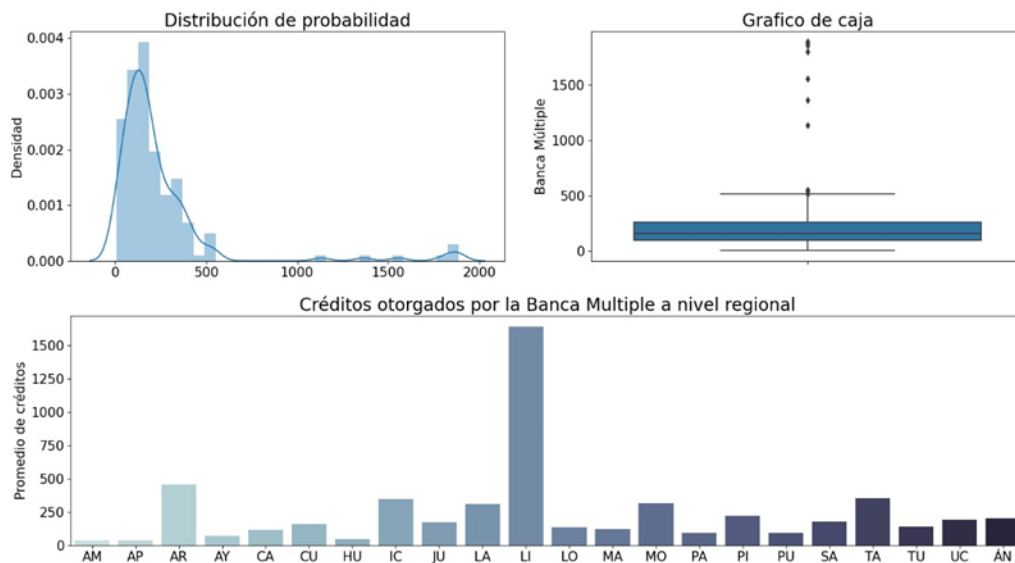 Distribución de probabilidad
Densidad
0.004
0.003
0.002
0.001
0.000
0 500 1000 1500 2000
Grafico de caja
Banca Múltiple
1500
1000
500
0
Créditos otorgados por la Banca Multiple a nivel regional
Promedio de créditos
1500
1250
1000
750
500
250
0
AM AP AR AY CA CU HU IC JU LA LI LO MA MO PA PI PU SA TA TU UC ÁN